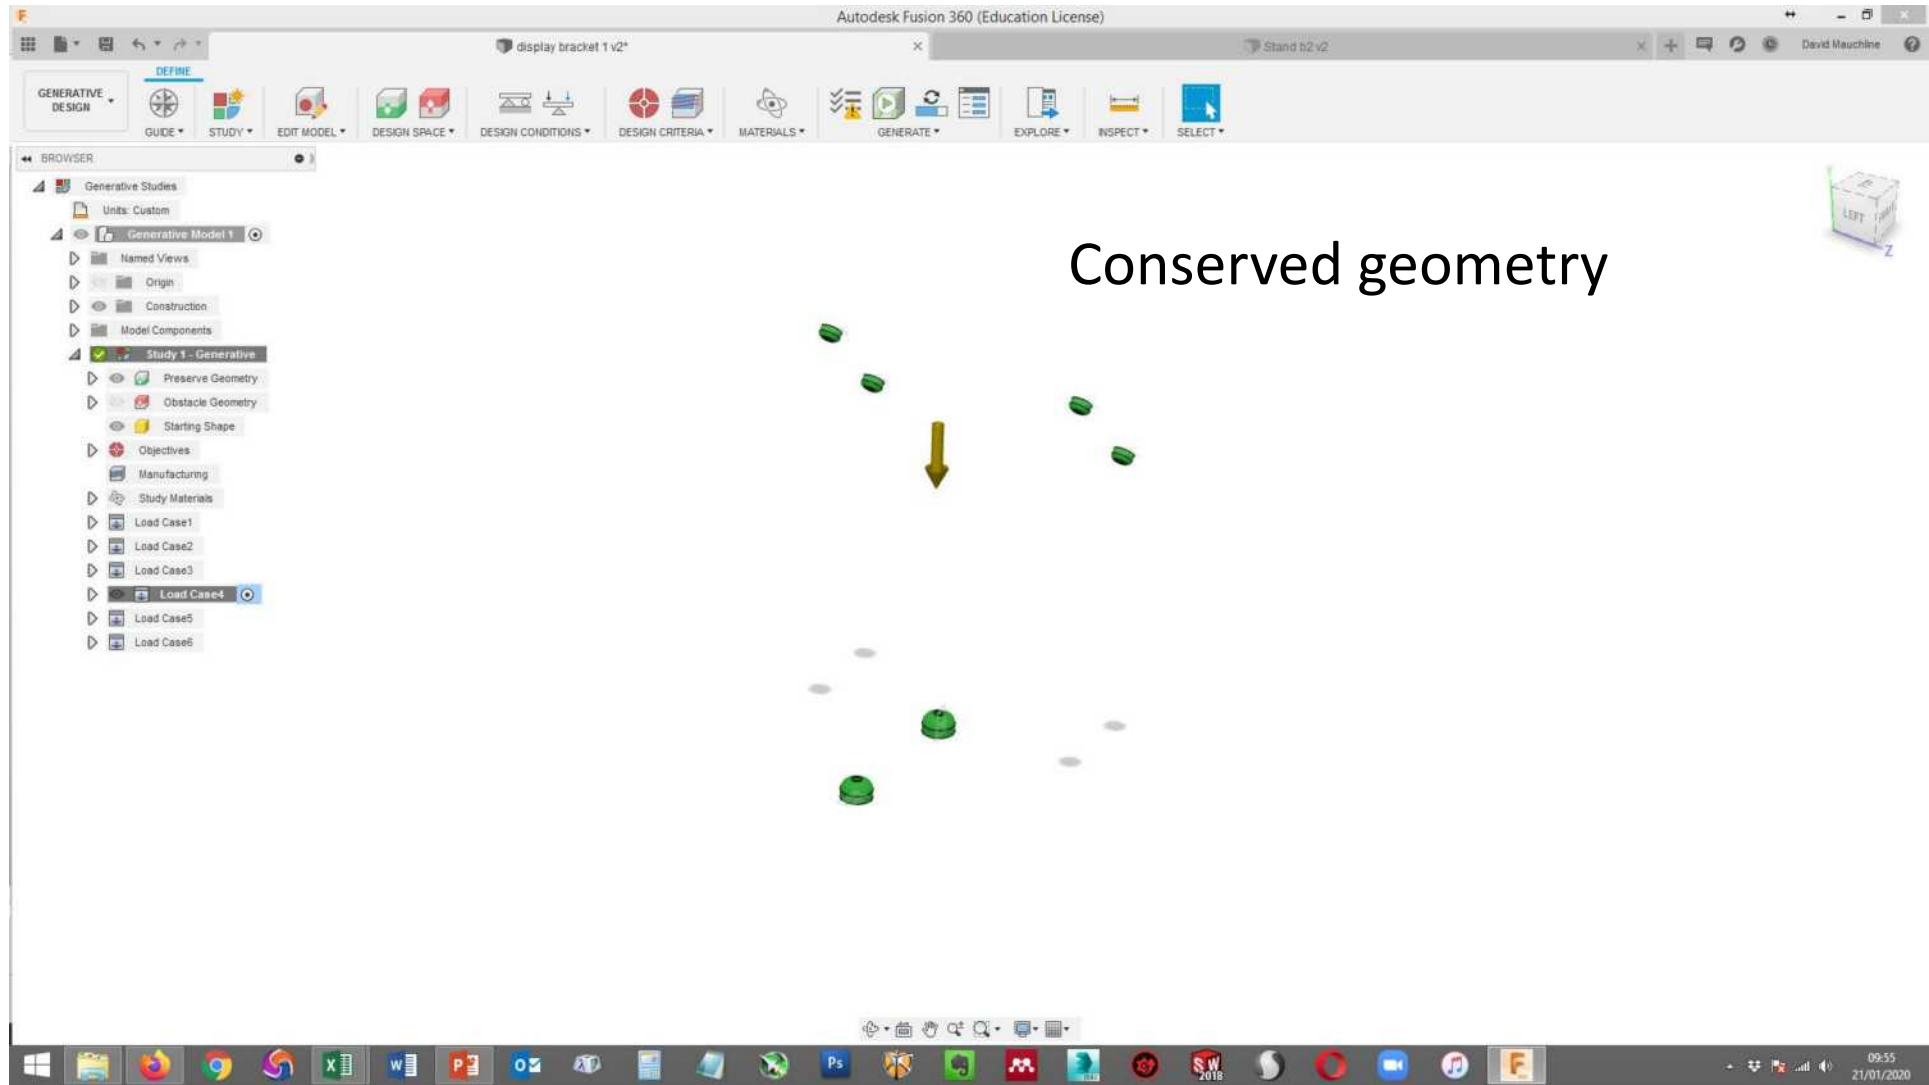 Autodesk Fusion 360 (Education License)
display bracket 1 v2*
Stand b2 v2
David Mauchline
DEFINE
GENERATIVE DESIGN
GUIDE
STUDY
EDIT MODEL
DESIGN SPACE
DESIGN CONDITIONS
DESIGN CRITERIA
MATERIALS
GENERATE
EXPLORE
INSPECT
SELECT
BROWSER
Generative Studies
Units: Custom
Generative Model 1
Named Views
Origin
Construction
Model Components
Study 1 - Generative
Preserve Geometry
Obstacle Geometry
Starting Shape
Objectives
Manufacturing
Study Materials
Load Case1
Load Case2
Load Case3
Load Case4
Load Case5
Load Case6
Conserved geometry
LEFT
Z
Ps
SW
2018
09:55
21/01/2020